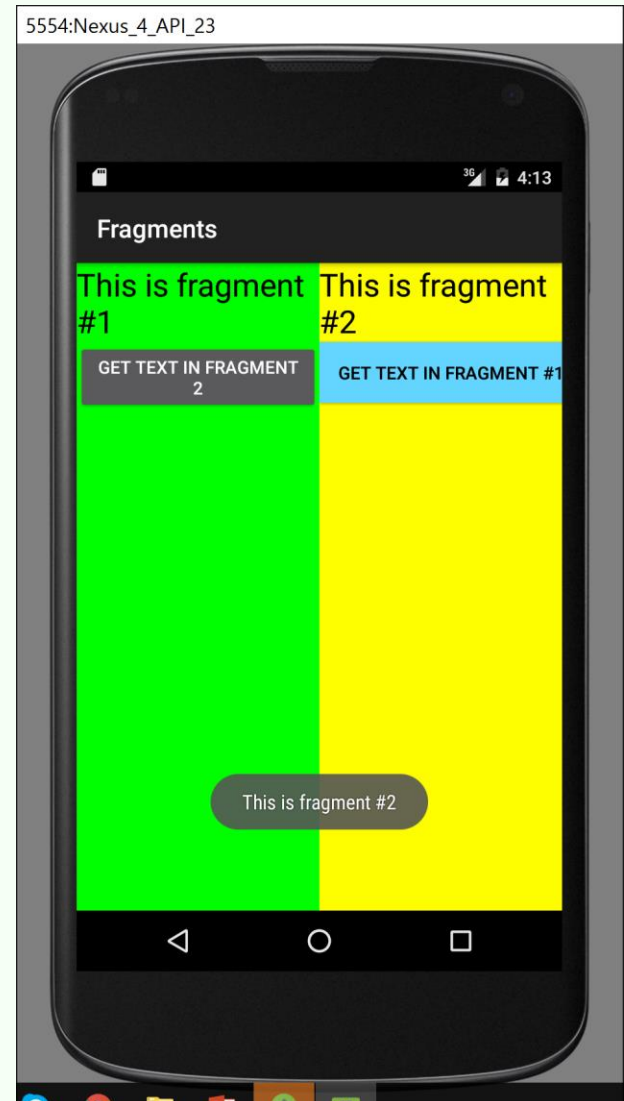 5554:Nexus_4_API_23
3G 4:13
Fragments
This is fragment
#1
GET TEXT IN FRAGMENT
2
This is fragment
#2
GET TEXT IN FRAGMENT #1
This is fragment #2